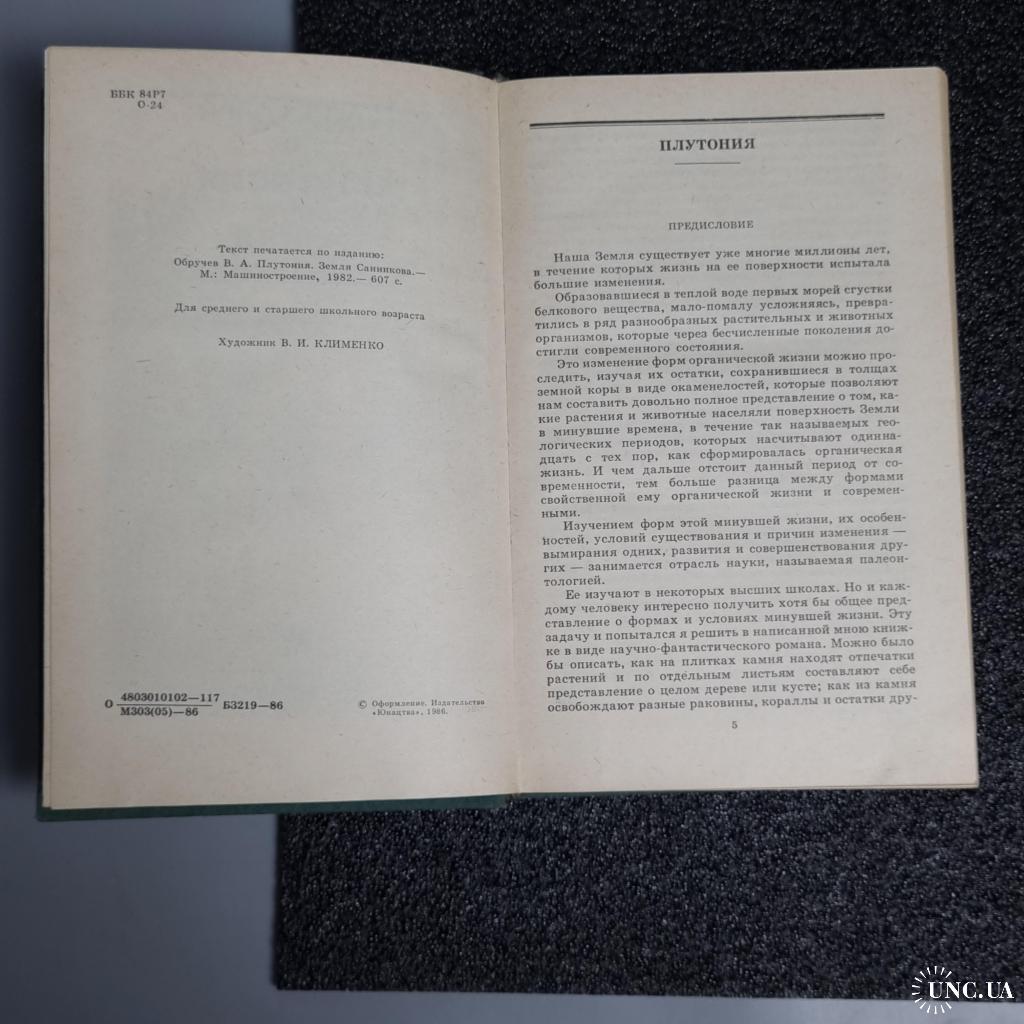 ББК 84Р7
О-24
Текст печатается по изданию:
Обручев В. А. Плутония. Земля Санникова.—
М.: Машиностроение, 1982.— 607 с.
Для среднего и старшего школьного возраста
Художник В. И. КЛИМЕНКО
О 4803010102—117
М303(05)—86
Б3219—86
© Оформление. Издательство
«Юнацтва», 1986.
ПЛУТОНИЯ
ПРЕДИСЛОВИЕ
Наша Земля существует уже многие миллионы лет,
в течение которых жизнь на ее поверхности испытала
большие изменения.
Образовавшиеся в теплой воде первых морей сгустки
белкового вещества, мало-помалу усложняясь, превра-
тились в ряд разнообразных растительных и животных
организмов, которые через бесчисленные поколения до-
стигли современного состояния.
Это изменение форм органической жизни можно про-
следить, изучая их остатки, сохранившиеся в толщах
земной коры в виде окаменелостей, которые позволяют
нам составить довольно полное представление о том, ка-
кие растения и животные населяли поверхность Земли
в минувшие времена, в течение так называемых гео-
логических периодов, которых насчитывают одинна-
дцать с тех пор, как сформировалась органическая
жизнь. И чем дальше отстоит данный период от со-
временности, тем больше разница между формами
свойственной ему органической жизни и современ-
ными.
Изучением форм этой минувшей жизни, их особен-
ностей, условий существования и причин изменения —
вымирания одних, развития и совершенствования дру-
гих — занимается отрасль науки, называемая палеон-
тологией.
Ее изучают в некоторых высших школах. Но и каж-
дому человеку интересно получить хотя бы общее пред-
ставление о формах и условиях минувшей жизни. Эту
задачу и попытался я решить в написанной мною книж-
ке в виде научно-фантастического романа. Можно было
бы описать, как на плитках камня находят отпечатки
растений и по отдельным листьям составляют себе
представление о целом дереве или кусте; как из камня
освобождают разные раковины, кораллы и остатки дру-
5
UNC.UA